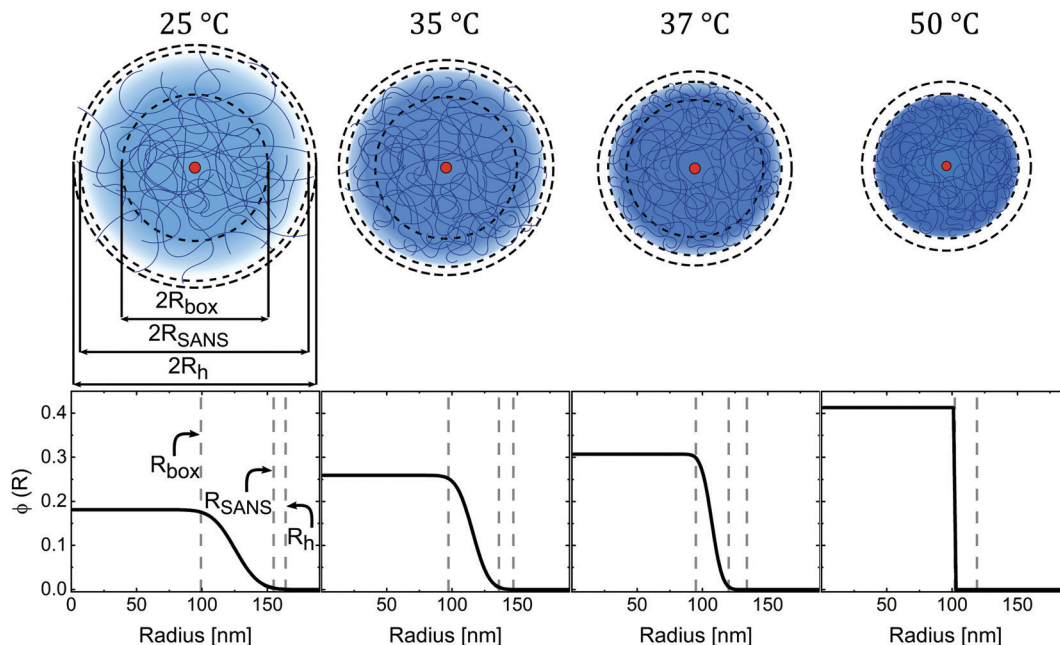 25 °C 35 °C 37 °C 50 °C
2R_box
2R_SANS
2R_h
0.4
0.3
0.2
0.1
0.0
ϕ (R)
R_box
R_SANS
R_h
0 50 100 150 50 100 150 50 100 150 50 100 150
Radius [nm] Radius [nm] Radius [nm] Radius [nm]